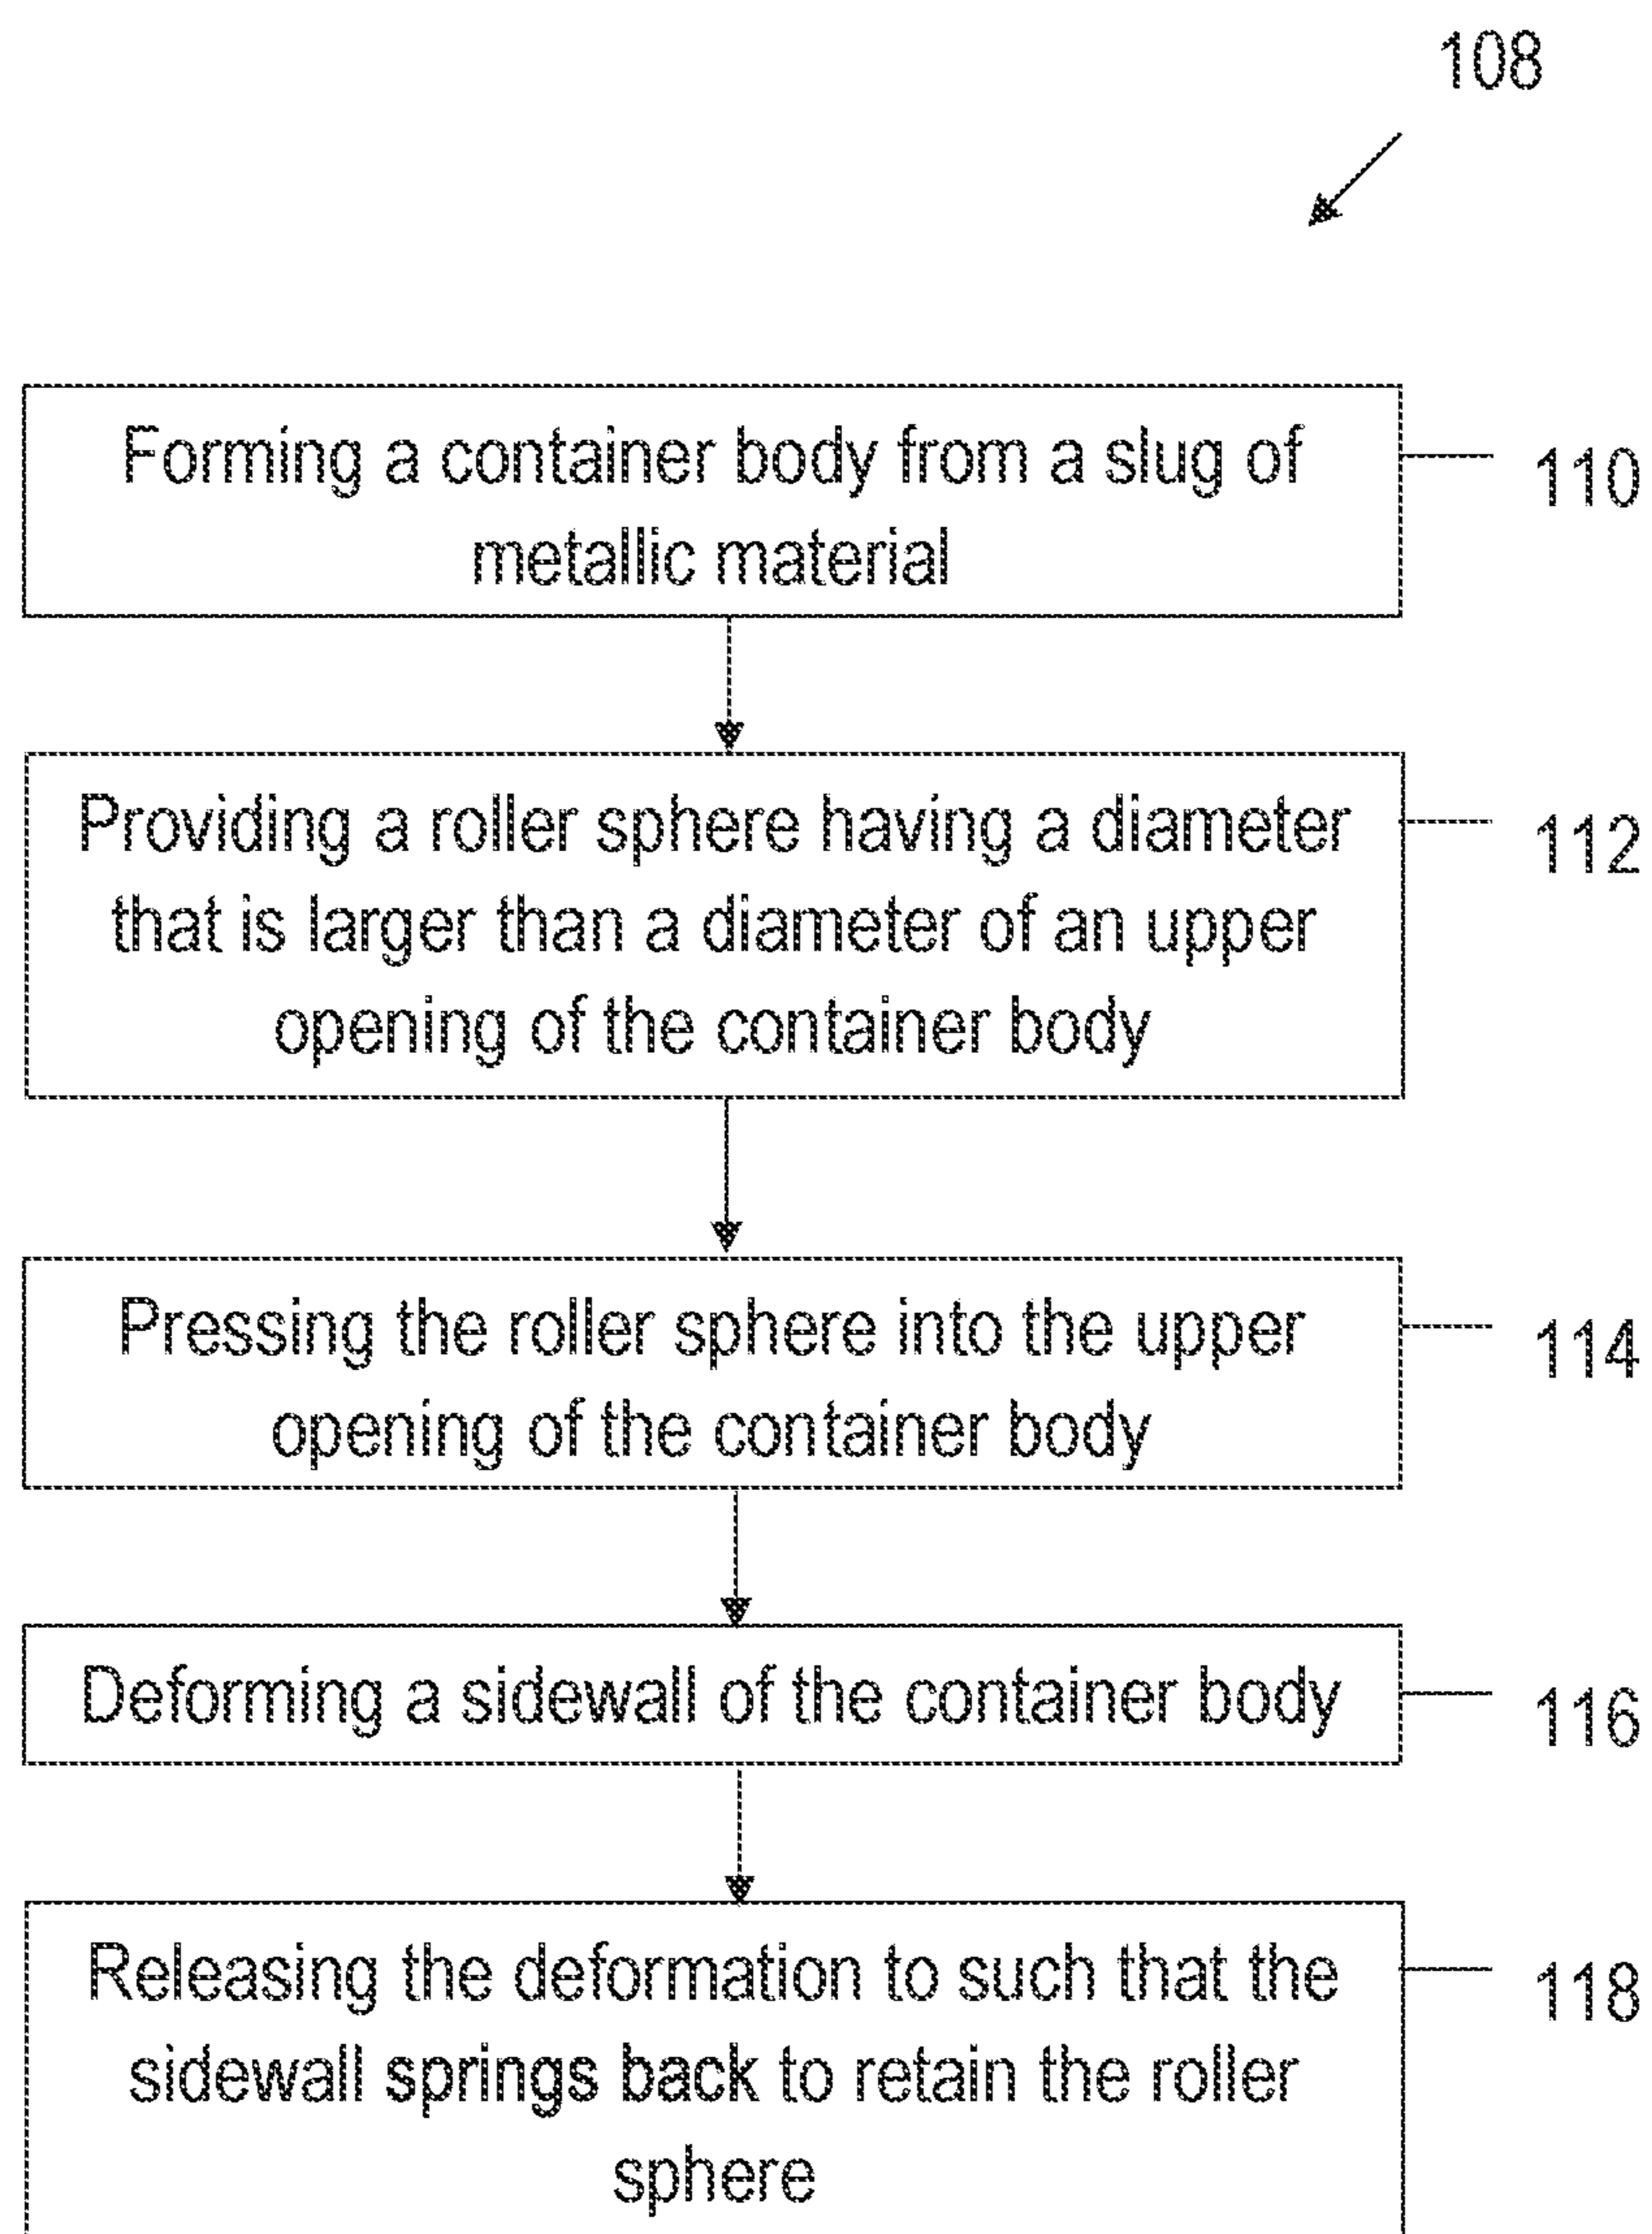 108
Forming a container body from a slug of
metallic material
110
Providing a roller sphere having a diameter
that is larger than a diameter of an upper
opening of the container body
112
Pressing the roller sphere into the upper
opening of the container body
114
Deforming a sidewall of the container body
116
Releasing the deformation to such that the
sidewall springs back to retain the roller
sphere
118